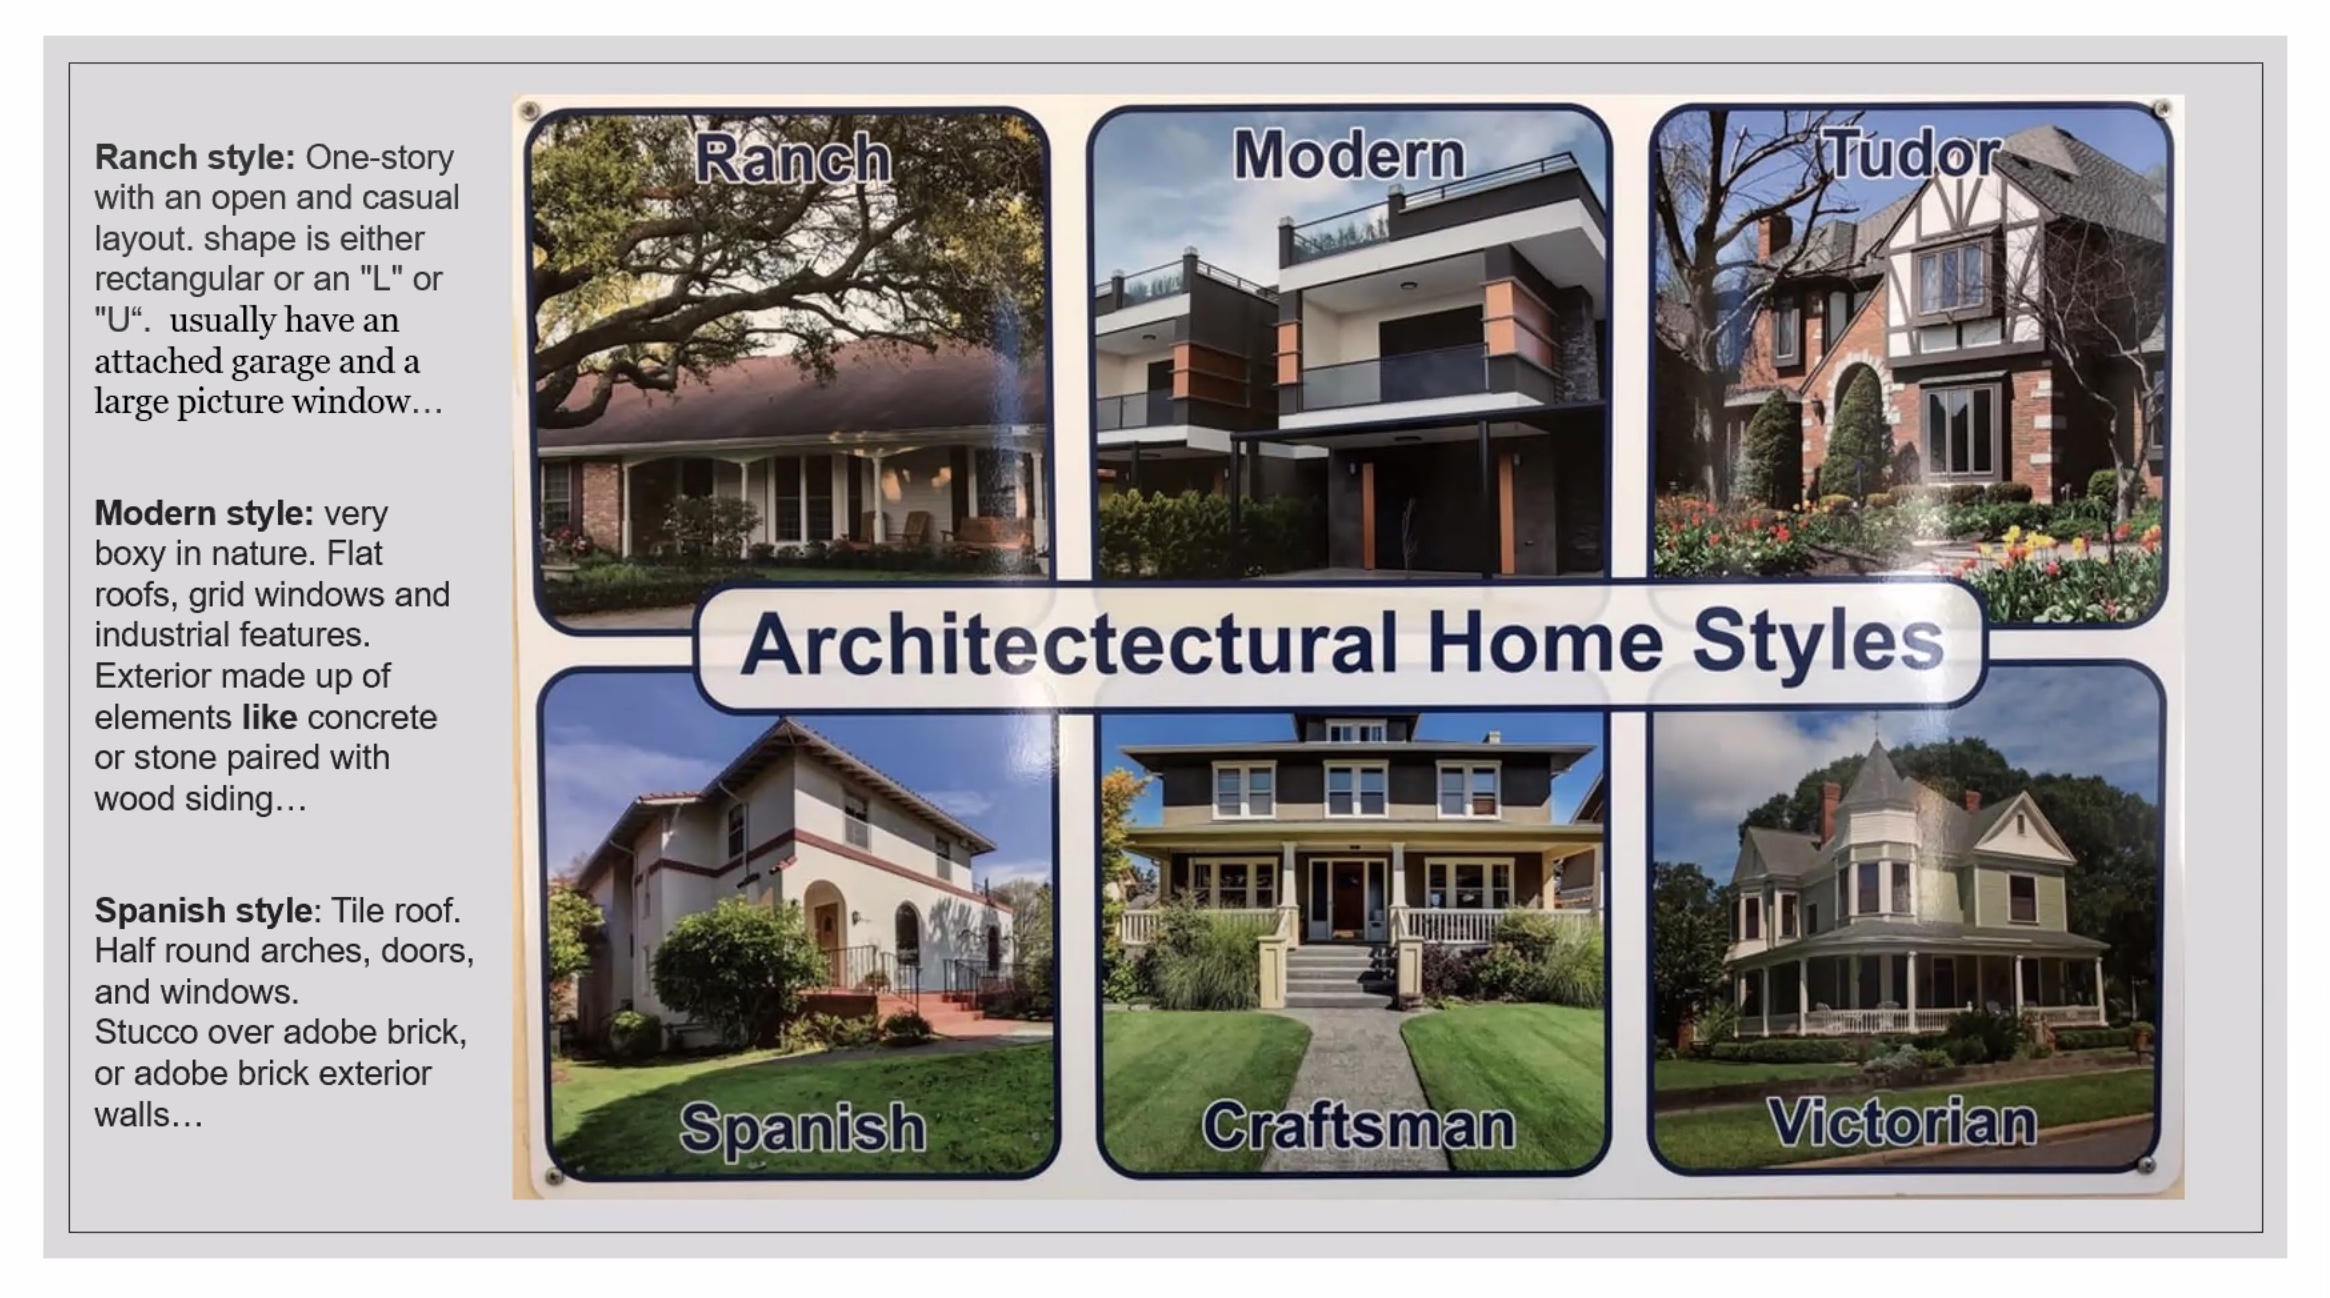 Ranch style: One-story
with an open and casual
layout. shape is either
rectangular or an "L" or
"U“. usually have an
attached garage and a
large picture window…
Modern style: very
boxy in nature. Flat
roofs, grid windows and
industrial features.
Exterior made up of
elements like concrete
or stone paired with
wood siding…
Spanish style: Tile roof.
Half round arches, doors,
and windows.
Stucco over adobe brick,
or adobe brick exterior
walls…
Ranch
Modern
Tudor
Architectectural Home Styles
Spanish
Craftsman
Victorian